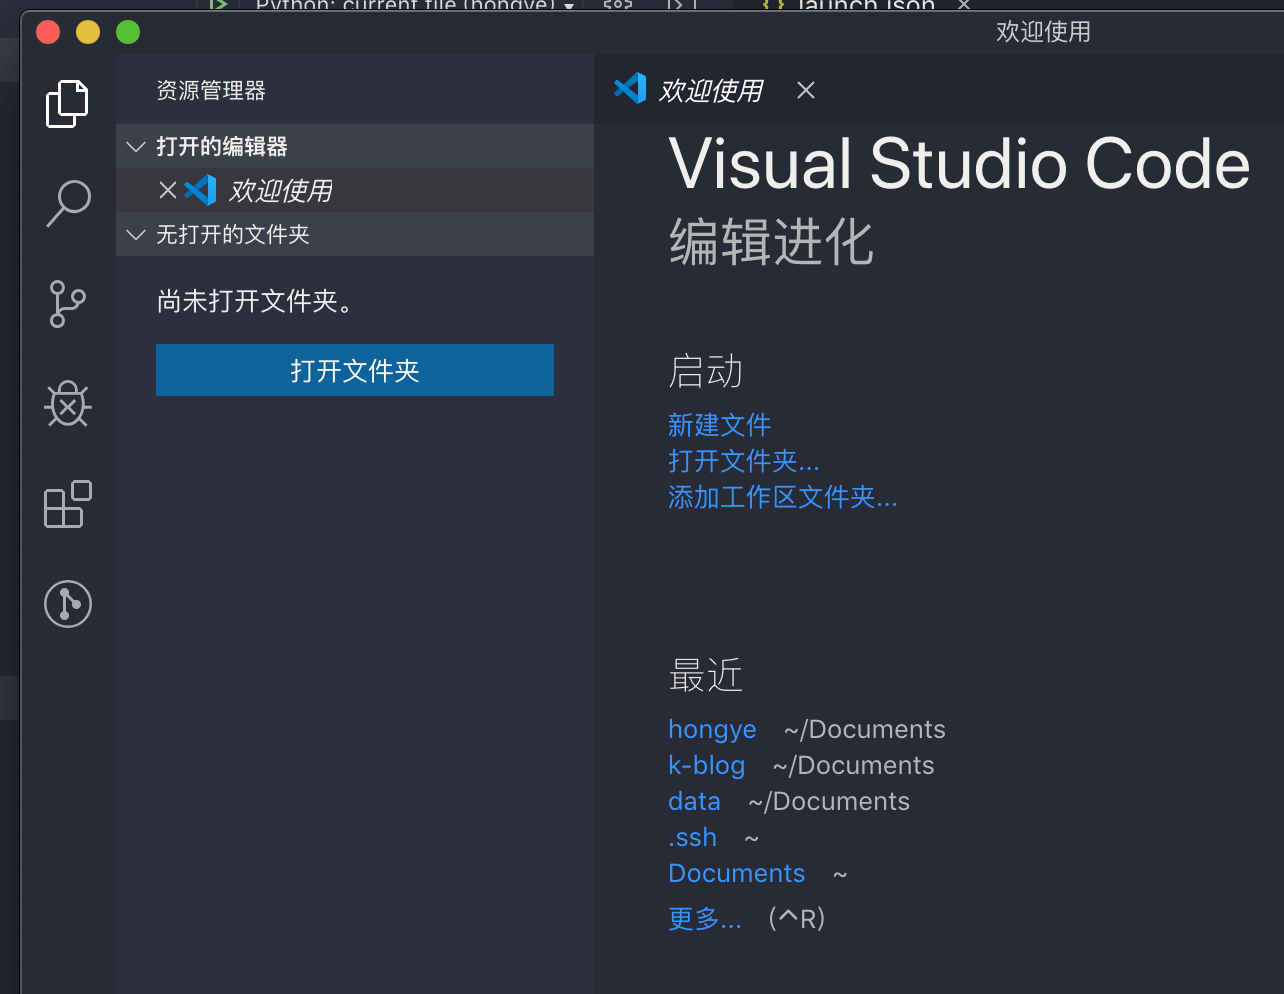 Python: current file (hongye)
launch.json
欢迎使用
资源管理器
打开的编辑器
欢迎使用
无打开的文件夹
尚未打开文件夹。
打开文件夹
欢迎使用
Visual Studio Code
编辑进化
启动
新建文件
打开文件夹...
添加工作区文件夹...
最近
hongye ~/Documents
k-blog ~/Documents
data ~/Documents
.ssh ~
Documents ~
更多... (^R)